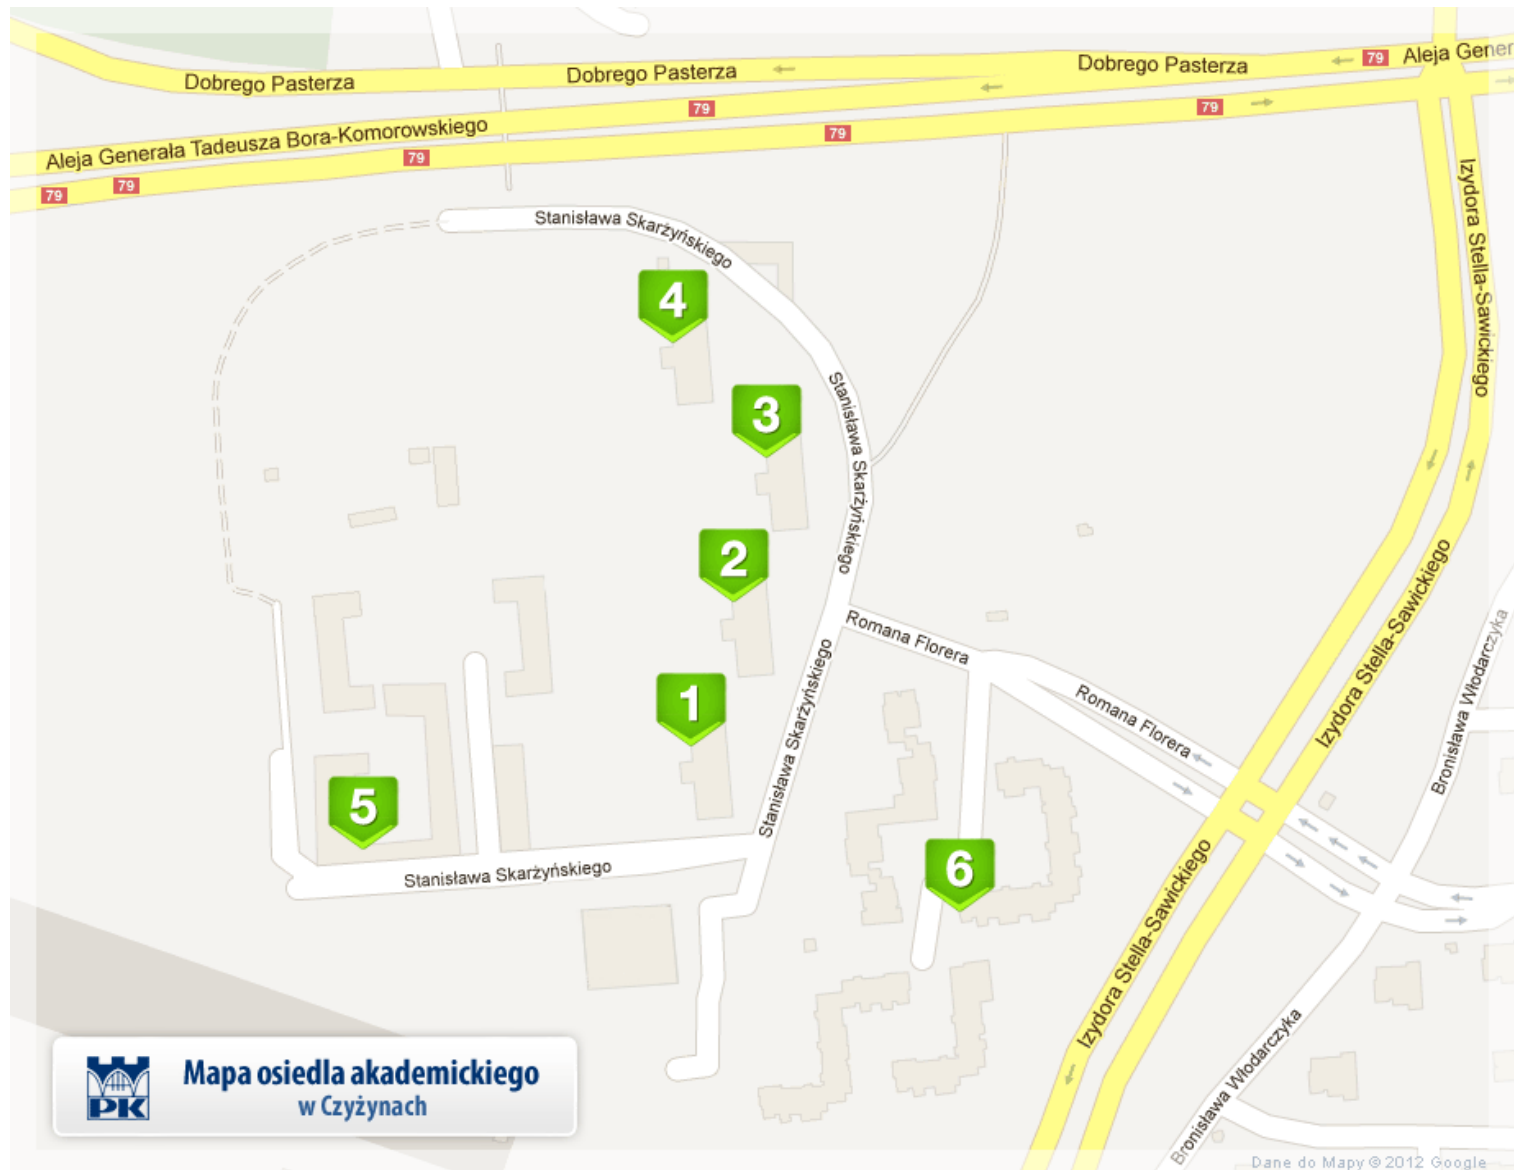 Dobrego Pasterza
Dobrego Pasterza
Dobrego Pasterza
79
Aleja Gener
79
79
79
79
79
79
Aleja Generała Tadeusza Bora-Komorowskiego
Izydora Stella-Sawickiego
Stanisława Skarżyńskiego
4
Stanisława Skarżyńskiego
3
2
Romana Florera
Izydora Stella-Sawickiego
Bronisława Włodarczyka
Stanisława Skarżyńskiego
1
Romana Florera
5
6
Stanisława Skarżyńskiego
Izydora Stella-Sawickiego
Bronisława Włodarczyka
PK
Mapa osiedla akademickiego
w Czyżynach
Dane do Mapy © 2012 Google